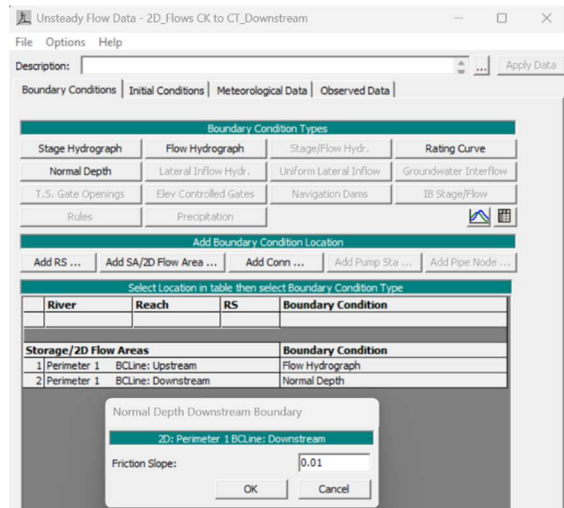 Unsteady Flow Data - 2D_Flows CK to CT_Downstream
File Options Help
Description: ... Apply Data
Boundary Conditions Initial Conditions Meteorological Data Observed Data
Boundary Condition Types
Stage Hydrograph Flow Hydrograph Stage/Flow Hydr. Rating Curve
Normal Depth Lateral Inflow Hydr. Uniform Lateral Inflow Groundwater Interflow
T.S. Gate Openings Elev Controlled Gates Navigation Dams IB Stage/Flow
Rules Precipitation
Add Boundary Condition Location
Add RS ... Add SA/2D Flow Area ... Add Conn ... Add Pump Sta ... Add Pipe Node ...
Select Location in table then select Boundary Condition Type
River Reach RS Boundary Condition
Storage/2D Flow Areas Boundary Condition
1 Perimeter 1 BCLine: Upstream Flow Hydrograph
2 Perimeter 1 BCLine: Downstream Normal Depth
Normal Depth Downstream Boundary
2D: Perimeter 1 BCLine: Downstream
Friction Slope: 0.01
OK Cancel